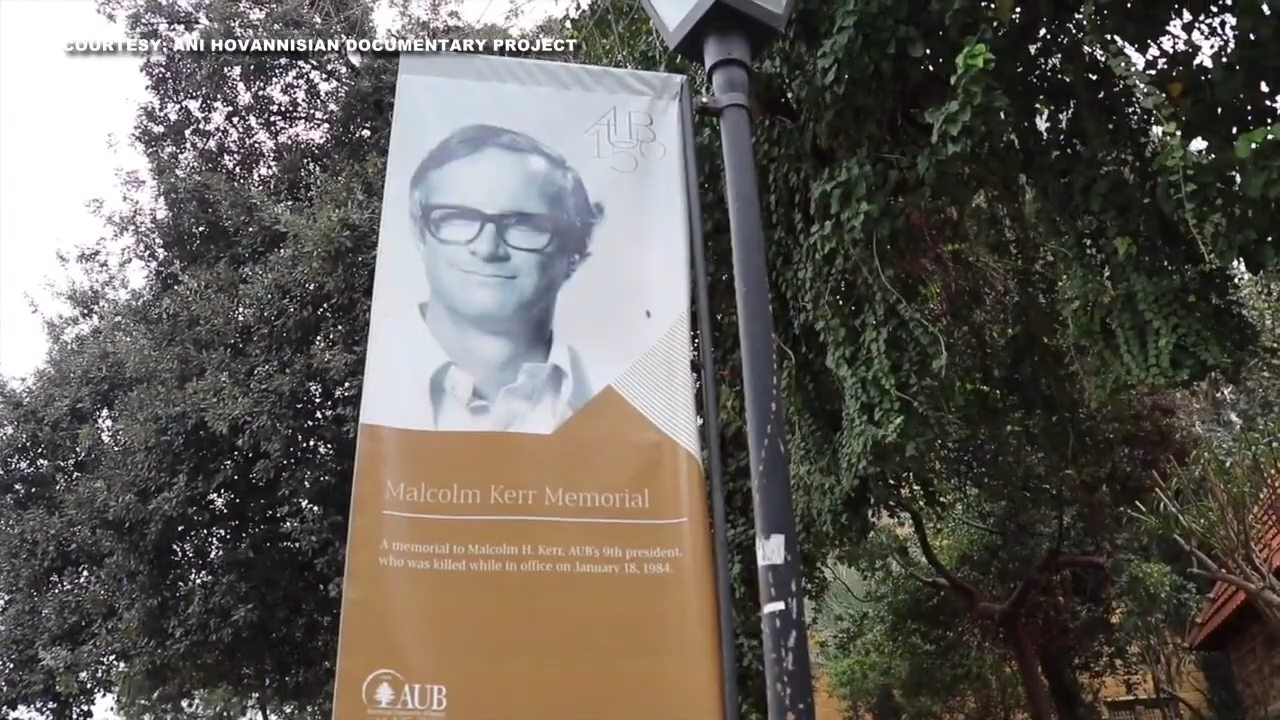 COURTESY: ANI HOVANNISIAN DOCUMENTARY PROJECT
AUB
150
Malcolm Kerr Memorial
A memorial to Malcolm H. Kerr, AUB's 9th president,
who was killed while in office on January 18, 1984.
AUB